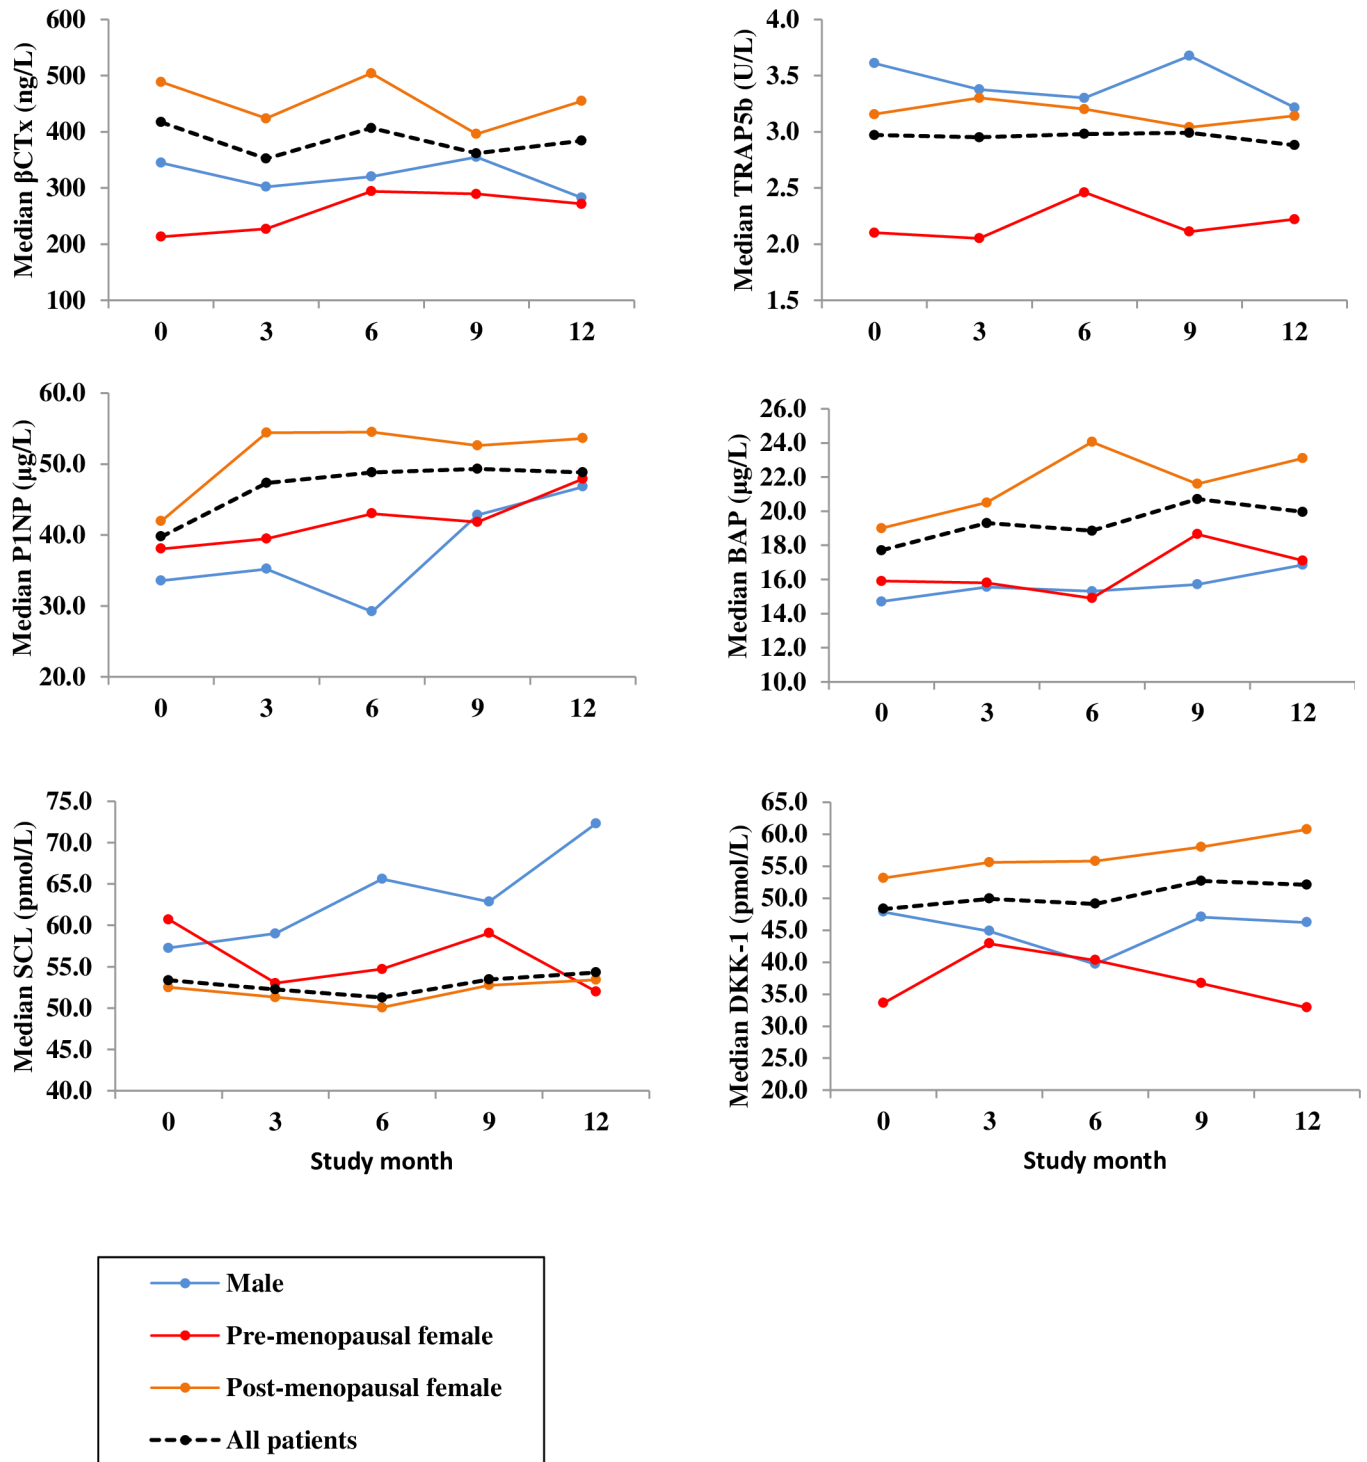 Median βCTx (ng/L)
600
500
400
300
200
100
0 3 6 9 12
Median TRAP5b (U/L)
4.0
3.5
3.0
2.5
2.0
1.5
0 3 6 9 12
Median P1NP (µg/L)
60.0
50.0
40.0
30.0
20.0
0 3 6 9 12
Median BAP (µg/L)
26.0
24.0
22.0
20.0
18.0
16.0
14.0
12.0
10.0
0 3 6 9 12
Median SCL (pmol/L)
75.0
70.0
65.0
60.0
55.0
50.0
45.0
40.0
0 3 6 9 12
Study month
Median DKK-1 (pmol/L)
65.0
60.0
55.0
50.0
45.0
40.0
35.0
30.0
25.0
20.0
0 3 6 9 12
Study month
Male
Pre-menopausal female
Post-menopausal female
All patients